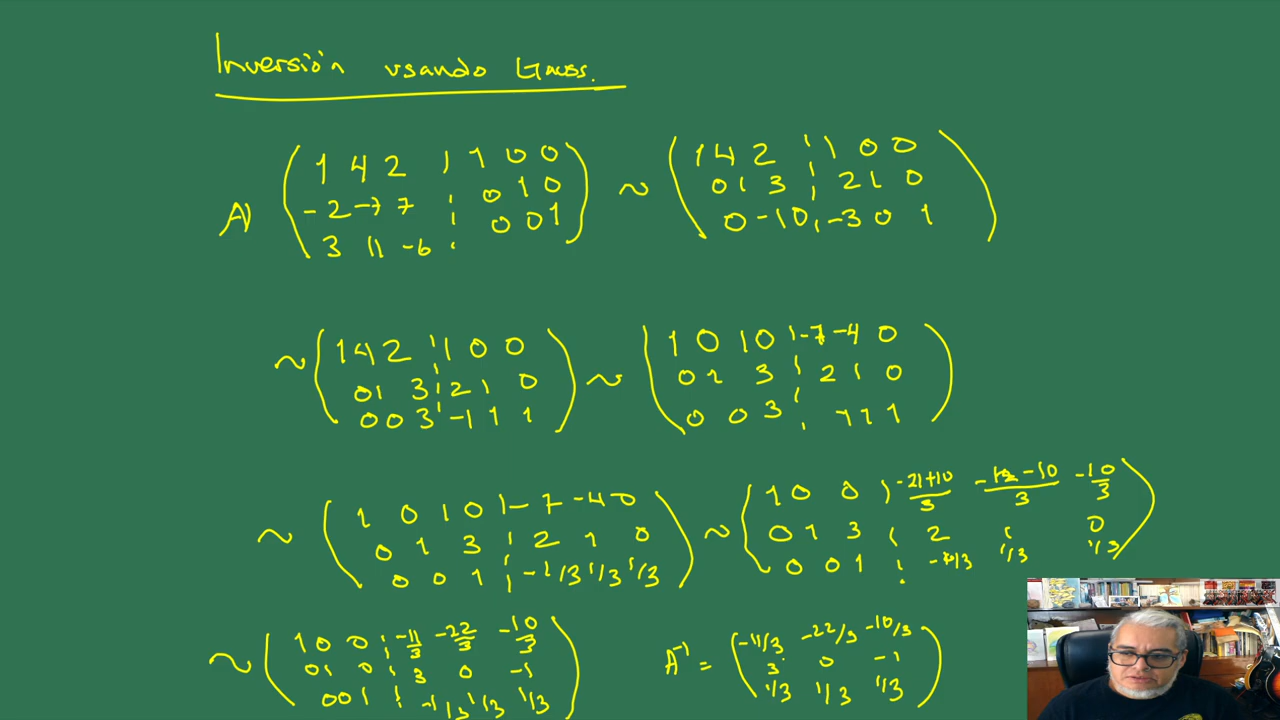 Inversión usando Gauss.
A) ( 1 4 2 ¦ 1 0 0 ) ~ ( 1 4 2 ¦ 1 0 0 )
( -2 -7 7 ¦ 0 1 0 ) ( 0 1 3 ¦ 2 1 0 )
( 3 11 -6 ¦ 0 0 1 ) ( 0 -1 0 ¦ -3 0 1 )
~ ( 1 4 2 ¦ 1 0 0 ) ~ ( 1 0 10 ¦ -7 -4 0 )
( 0 1 3 ¦ 2 1 0 ) ( 0 1 3 ¦ 2 1 0 )
( 0 0 3 ¦ -1 1 1 ) ( 0 0 3 ¦ -1 1 1 )
~ ( 1 0 10 ¦ -7 -4 0 ) ~ ( 1 0 0 ¦ (-21+10)/3 (-12-10)/3 -10/3 )
( 0 1 3 ¦ 2 1 0 ) ( 0 1 3 ¦ 2 1 0 )
( 0 0 1 ¦ -1/3 1/3 1/3 ) ( 0 0 1 ¦ -1/3 1/3 1/3 )
~ ( 1 0 0 ¦ -11/3 -22/3 -10/3 ) A⁻¹ = ( -11/3 -22/3 -10/3 )
( 0 1 0 ¦ 3 0 -1 ) ( 3 0 -1 )
( 0 0 1 ¦ -1/3 1/3 1/3 ) ( 1/3 1/3 1/3 )